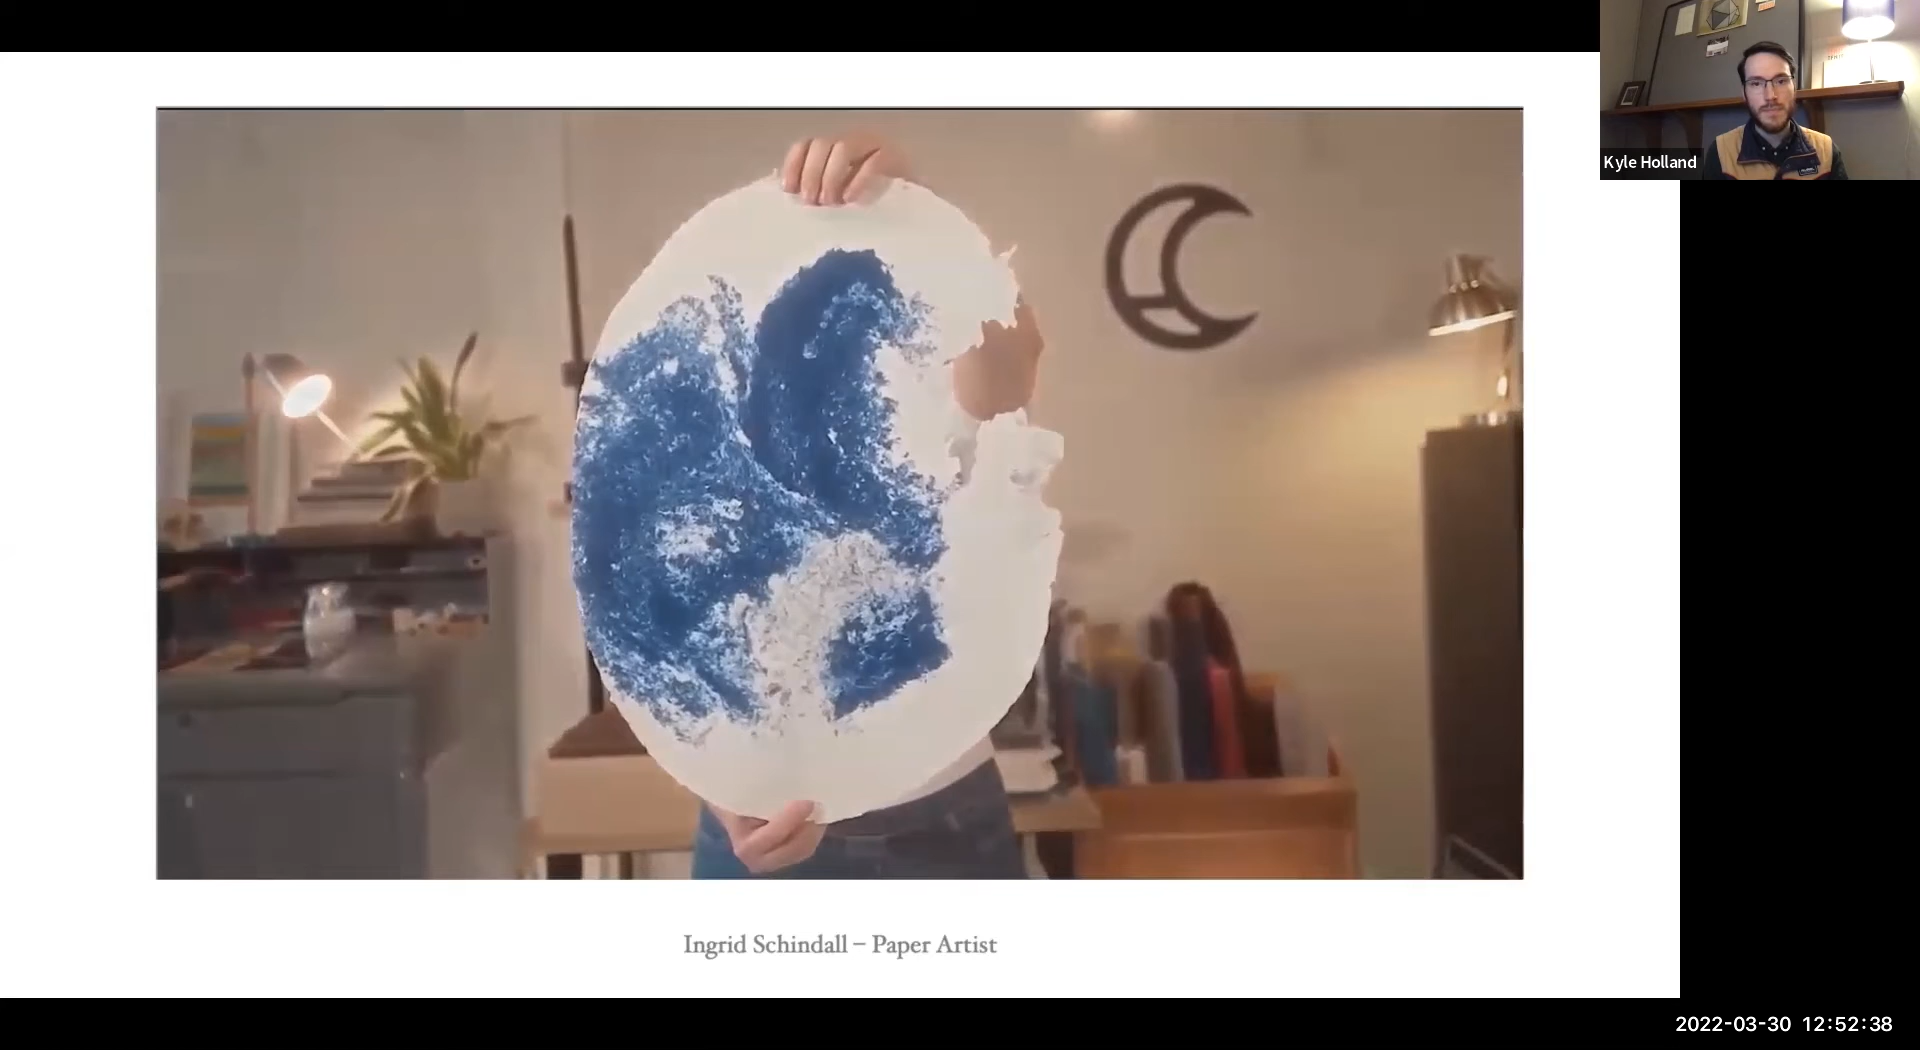 Kyle Holland
Ingrid Schindall – Paper Artist
2022-03-30 12:52:38